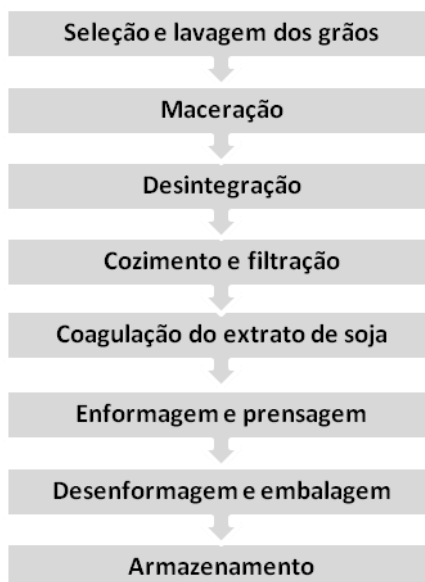 Seleção e lavagem dos grãos
Maceração
Desintegração
Cozimento e filtração
Coagulação do extrato de soja
Enformagem e prensagem
Desenformagem e embalagem
Armazenamento